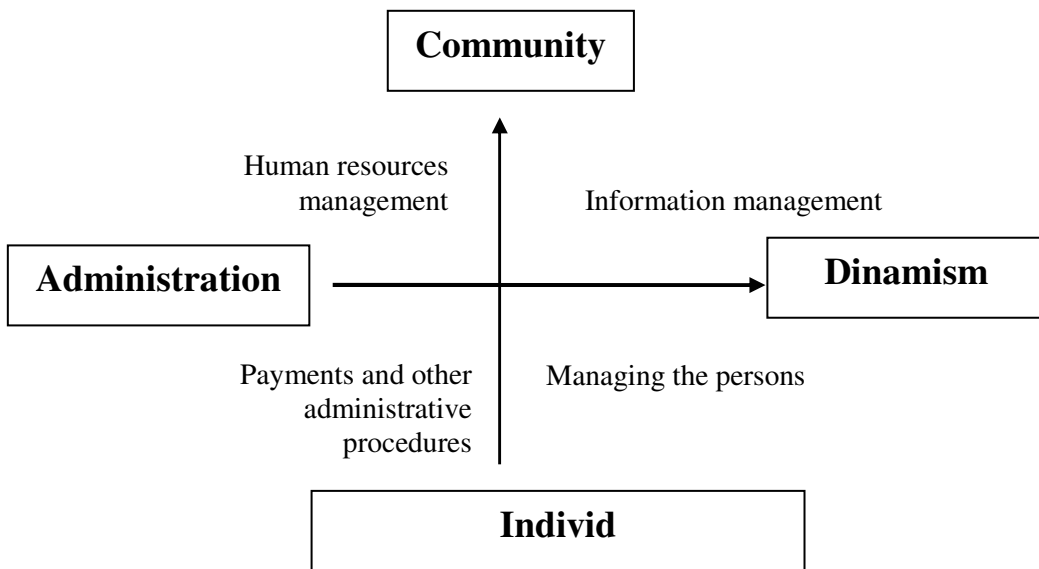 Community
Human resources
management
Information management
Administration
Dinamism
Payments and other
administrative
procedures
Managing the persons
Individ